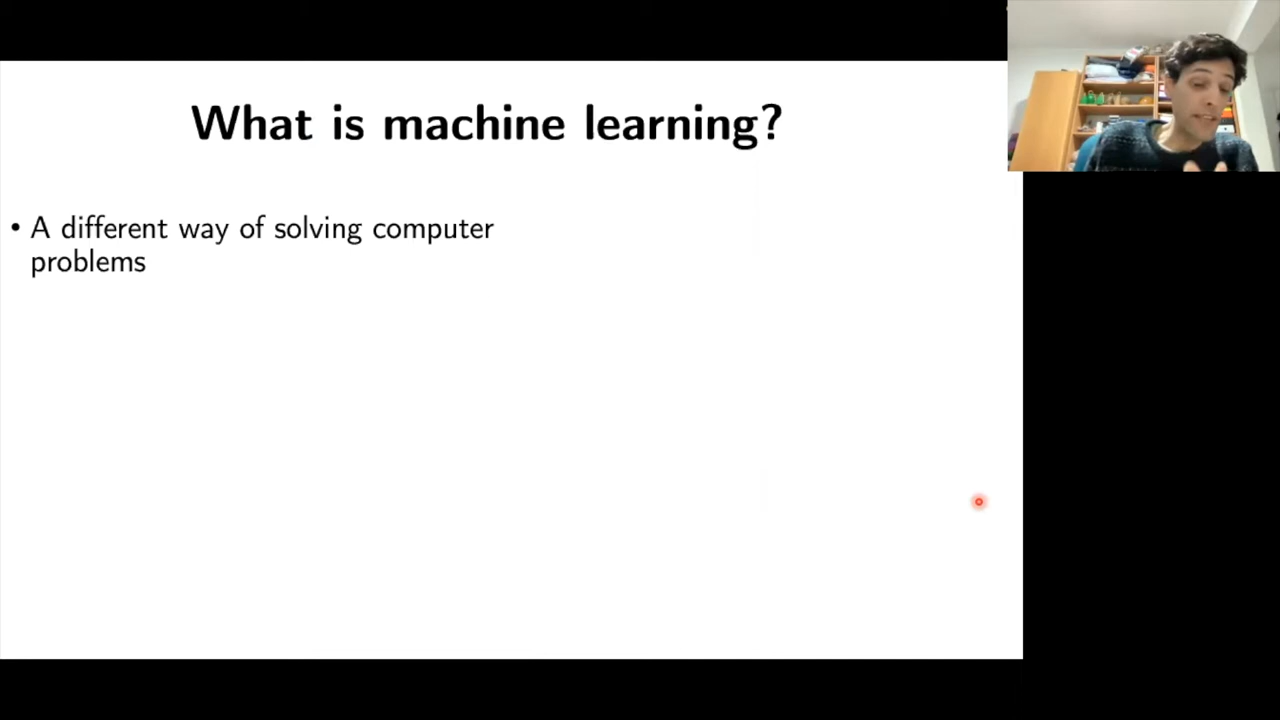 What is machine learning?
• A different way of solving computer
problems